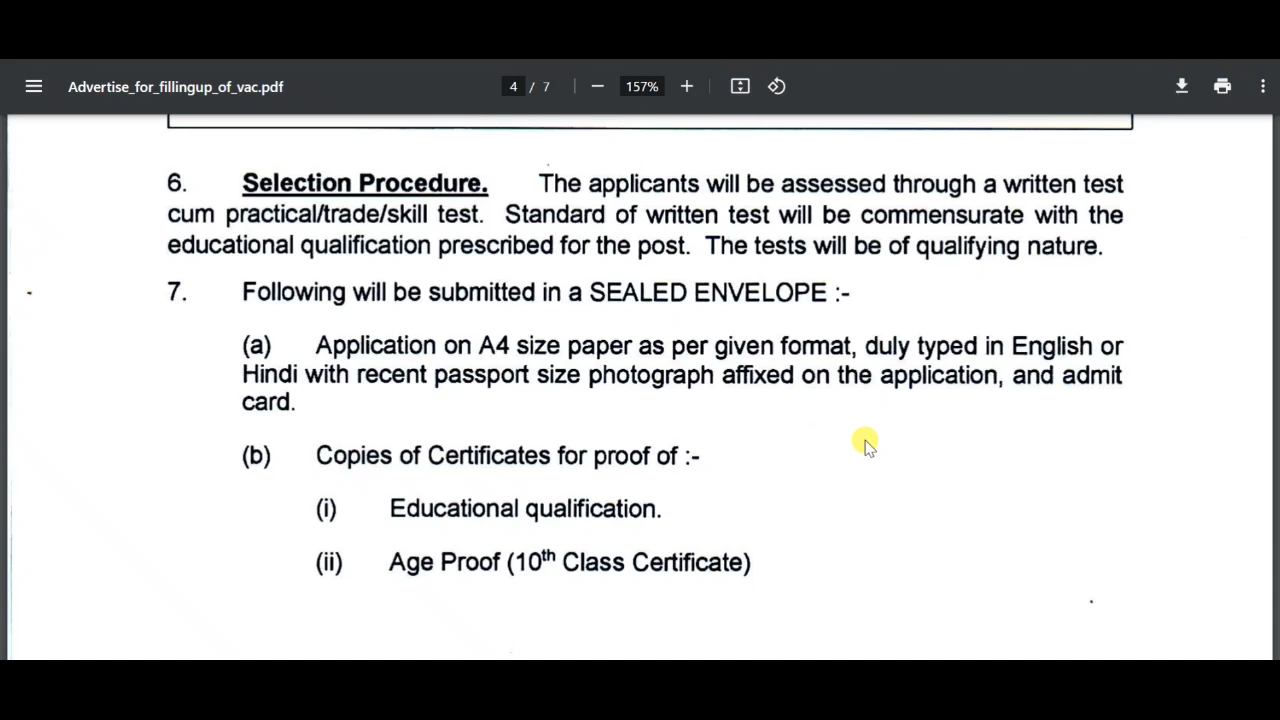 Advertise_for_fillingup_of_vac.pdf 4 / 7 157%
6. Selection Procedure. The applicants will be assessed through a written test
cum practical/trade/skill test. Standard of written test will be commensurate with the
educational qualification prescribed for the post. The tests will be of qualifying nature.
7. Following will be submitted in a SEALED ENVELOPE :-
(a) Application on A4 size paper as per given format, duly typed in English or
Hindi with recent passport size photograph affixed on the application, and admit
card.
(b) Copies of Certificates for proof of :-
(i) Educational qualification.
(ii) Age Proof (10th Class Certificate)